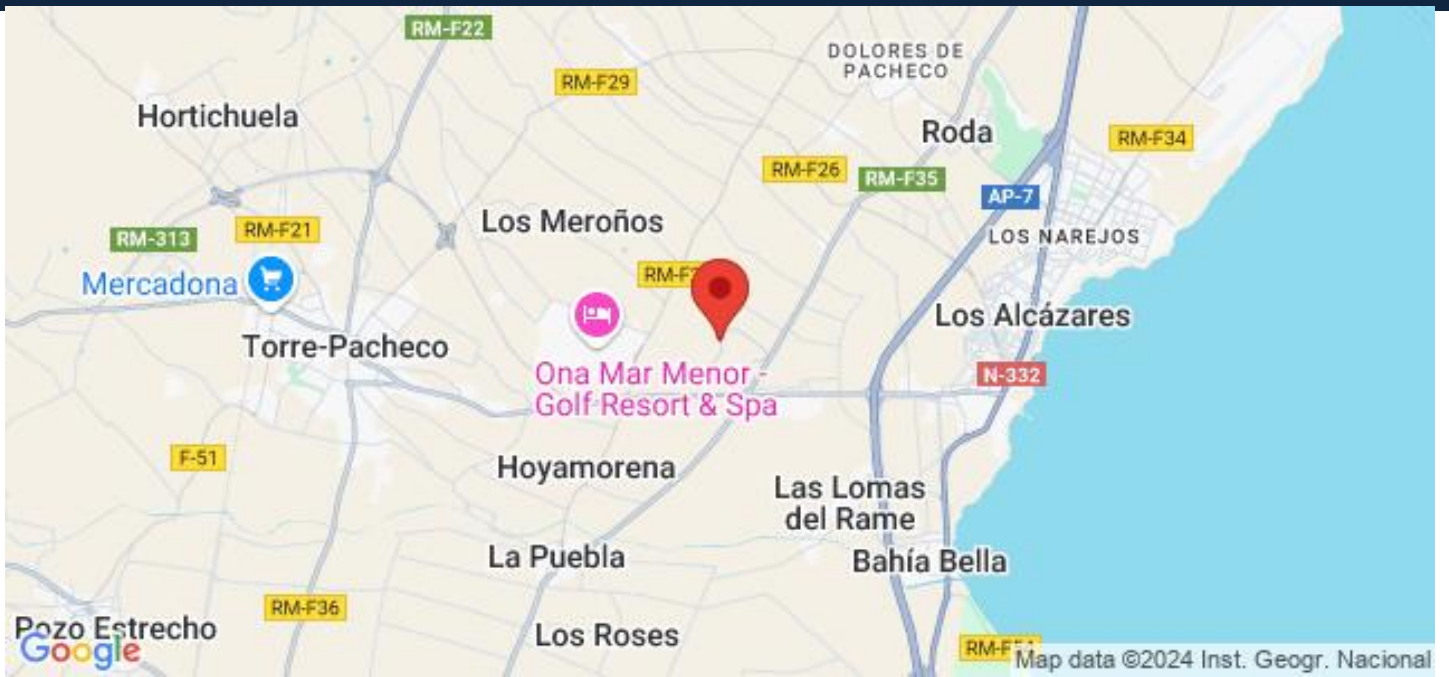 RM-F22
DOLORES DE
PACHECO
RM-F29
Hortichuela
Roda
RM-F34
RM-F26
RM-F35
AP-7
Los Meroños
RM-313
RM-F21
LOS NAREJOS
Mercadona
Los Alcázares
Torre-Pacheco
Ona Mar Menor -
Golf Resort & Spa
N-332
F-51
Hoyamorena
Las Lomas
del Rame
La Puebla
Bahía Bella
RM-F36
Pozo Estrecho
Los Roses
Google
Map data ©2024 Inst. Geogr. Nacional